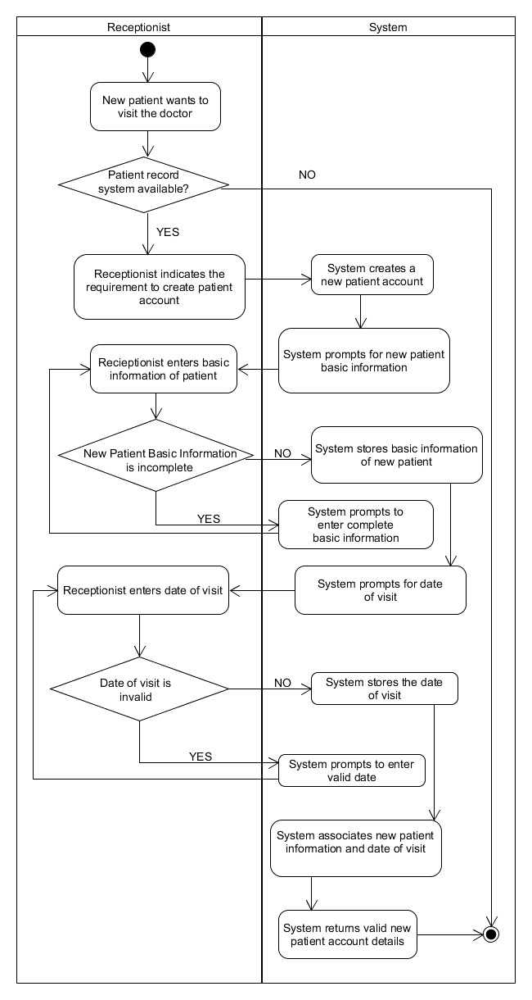 Receptionist
System
New patient wants to
visit the doctor
Patient record
system available?
NO
YES
Receptionist indicates the
requirement to create patient
account
System creates a
new patient account
System prompts for new patient
basic information
Recieptionist enters basic
information of patient
New Patient Basic Information
is incomplete
NO
System stores basic information
of new patient
YES
System prompts to
enter complete
basic information
Receptionist enters date of visit
System prompts for date
of visit
Date of visit is
invalid
NO
System stores the date
of visit
YES
System prompts to enter
valid date
System associates new patient
information and date of visit
System returns valid new
patient account details